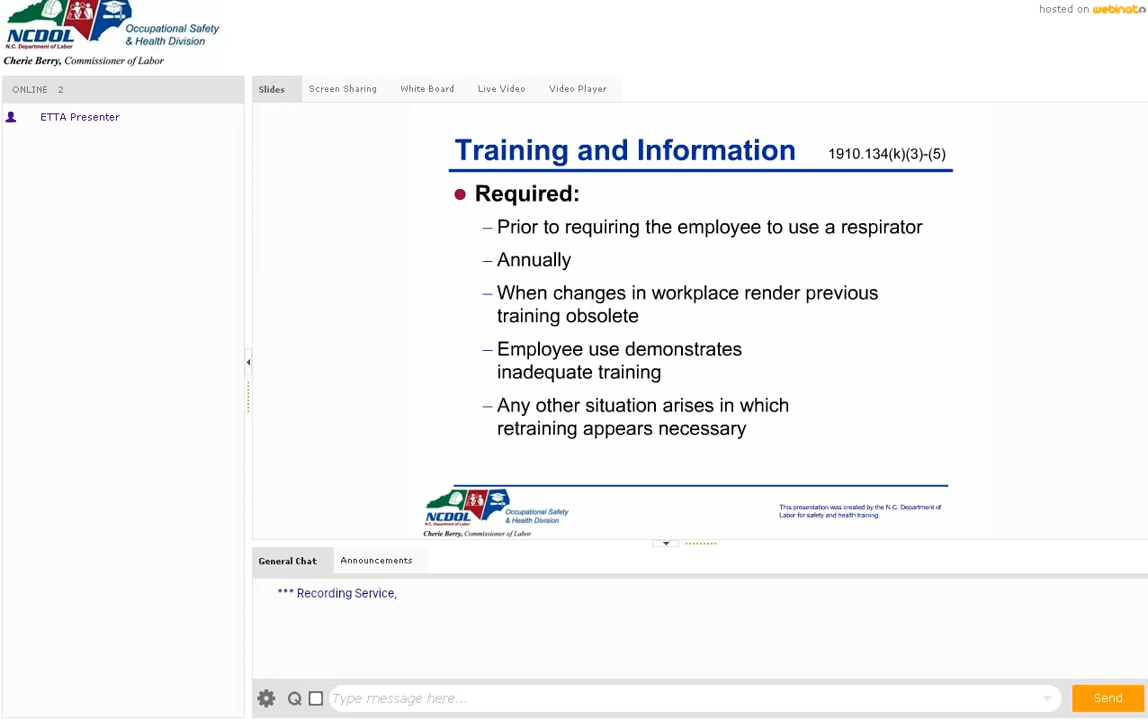 hosted on webinato
NCDOL
N.C. Department of Labor
Occupational Safety
& Health Division
Cherie Berry, Commissioner of Labor
ONLINE 2
ETTA Presenter
Slides Screen Sharing White Board Live Video Video Player
Training and Information 1910.134(k)(3)-(5)
Required:
– Prior to requiring the employee to use a respirator
– Annually
– When changes in workplace render previous
training obsolete
– Employee use demonstrates
inadequate training
– Any other situation arises in which
retraining appears necessary
NCDOL
N.C. Department of Labor
Occupational Safety
& Health Division
Cherie Berry, Commissioner of Labor
This presentation was created by the N.C. Department of
Labor for safety and health training.
General Chat Announcements
*** Recording Service,
Q Type message here... Send